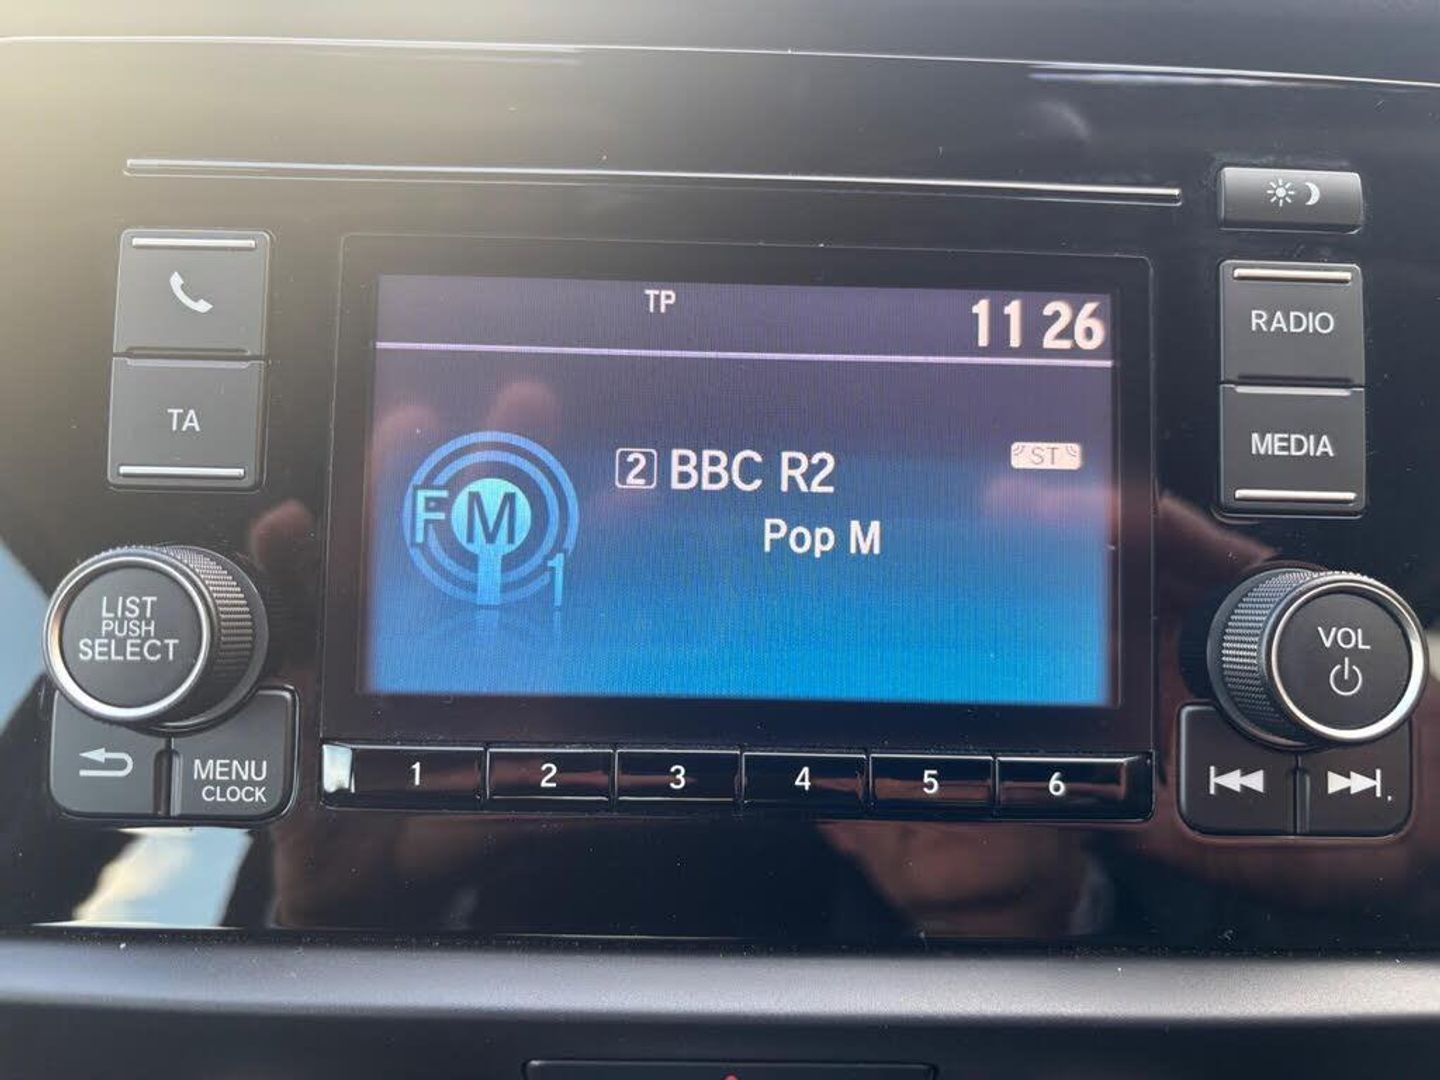 TP
11 26
2 BBC R2
ST
Pop M
FM
1
TA
RADIO
MEDIA
LIST
PUSH
SELECT
VOL
MENU
CLOCK
1 2 3 4 5 6